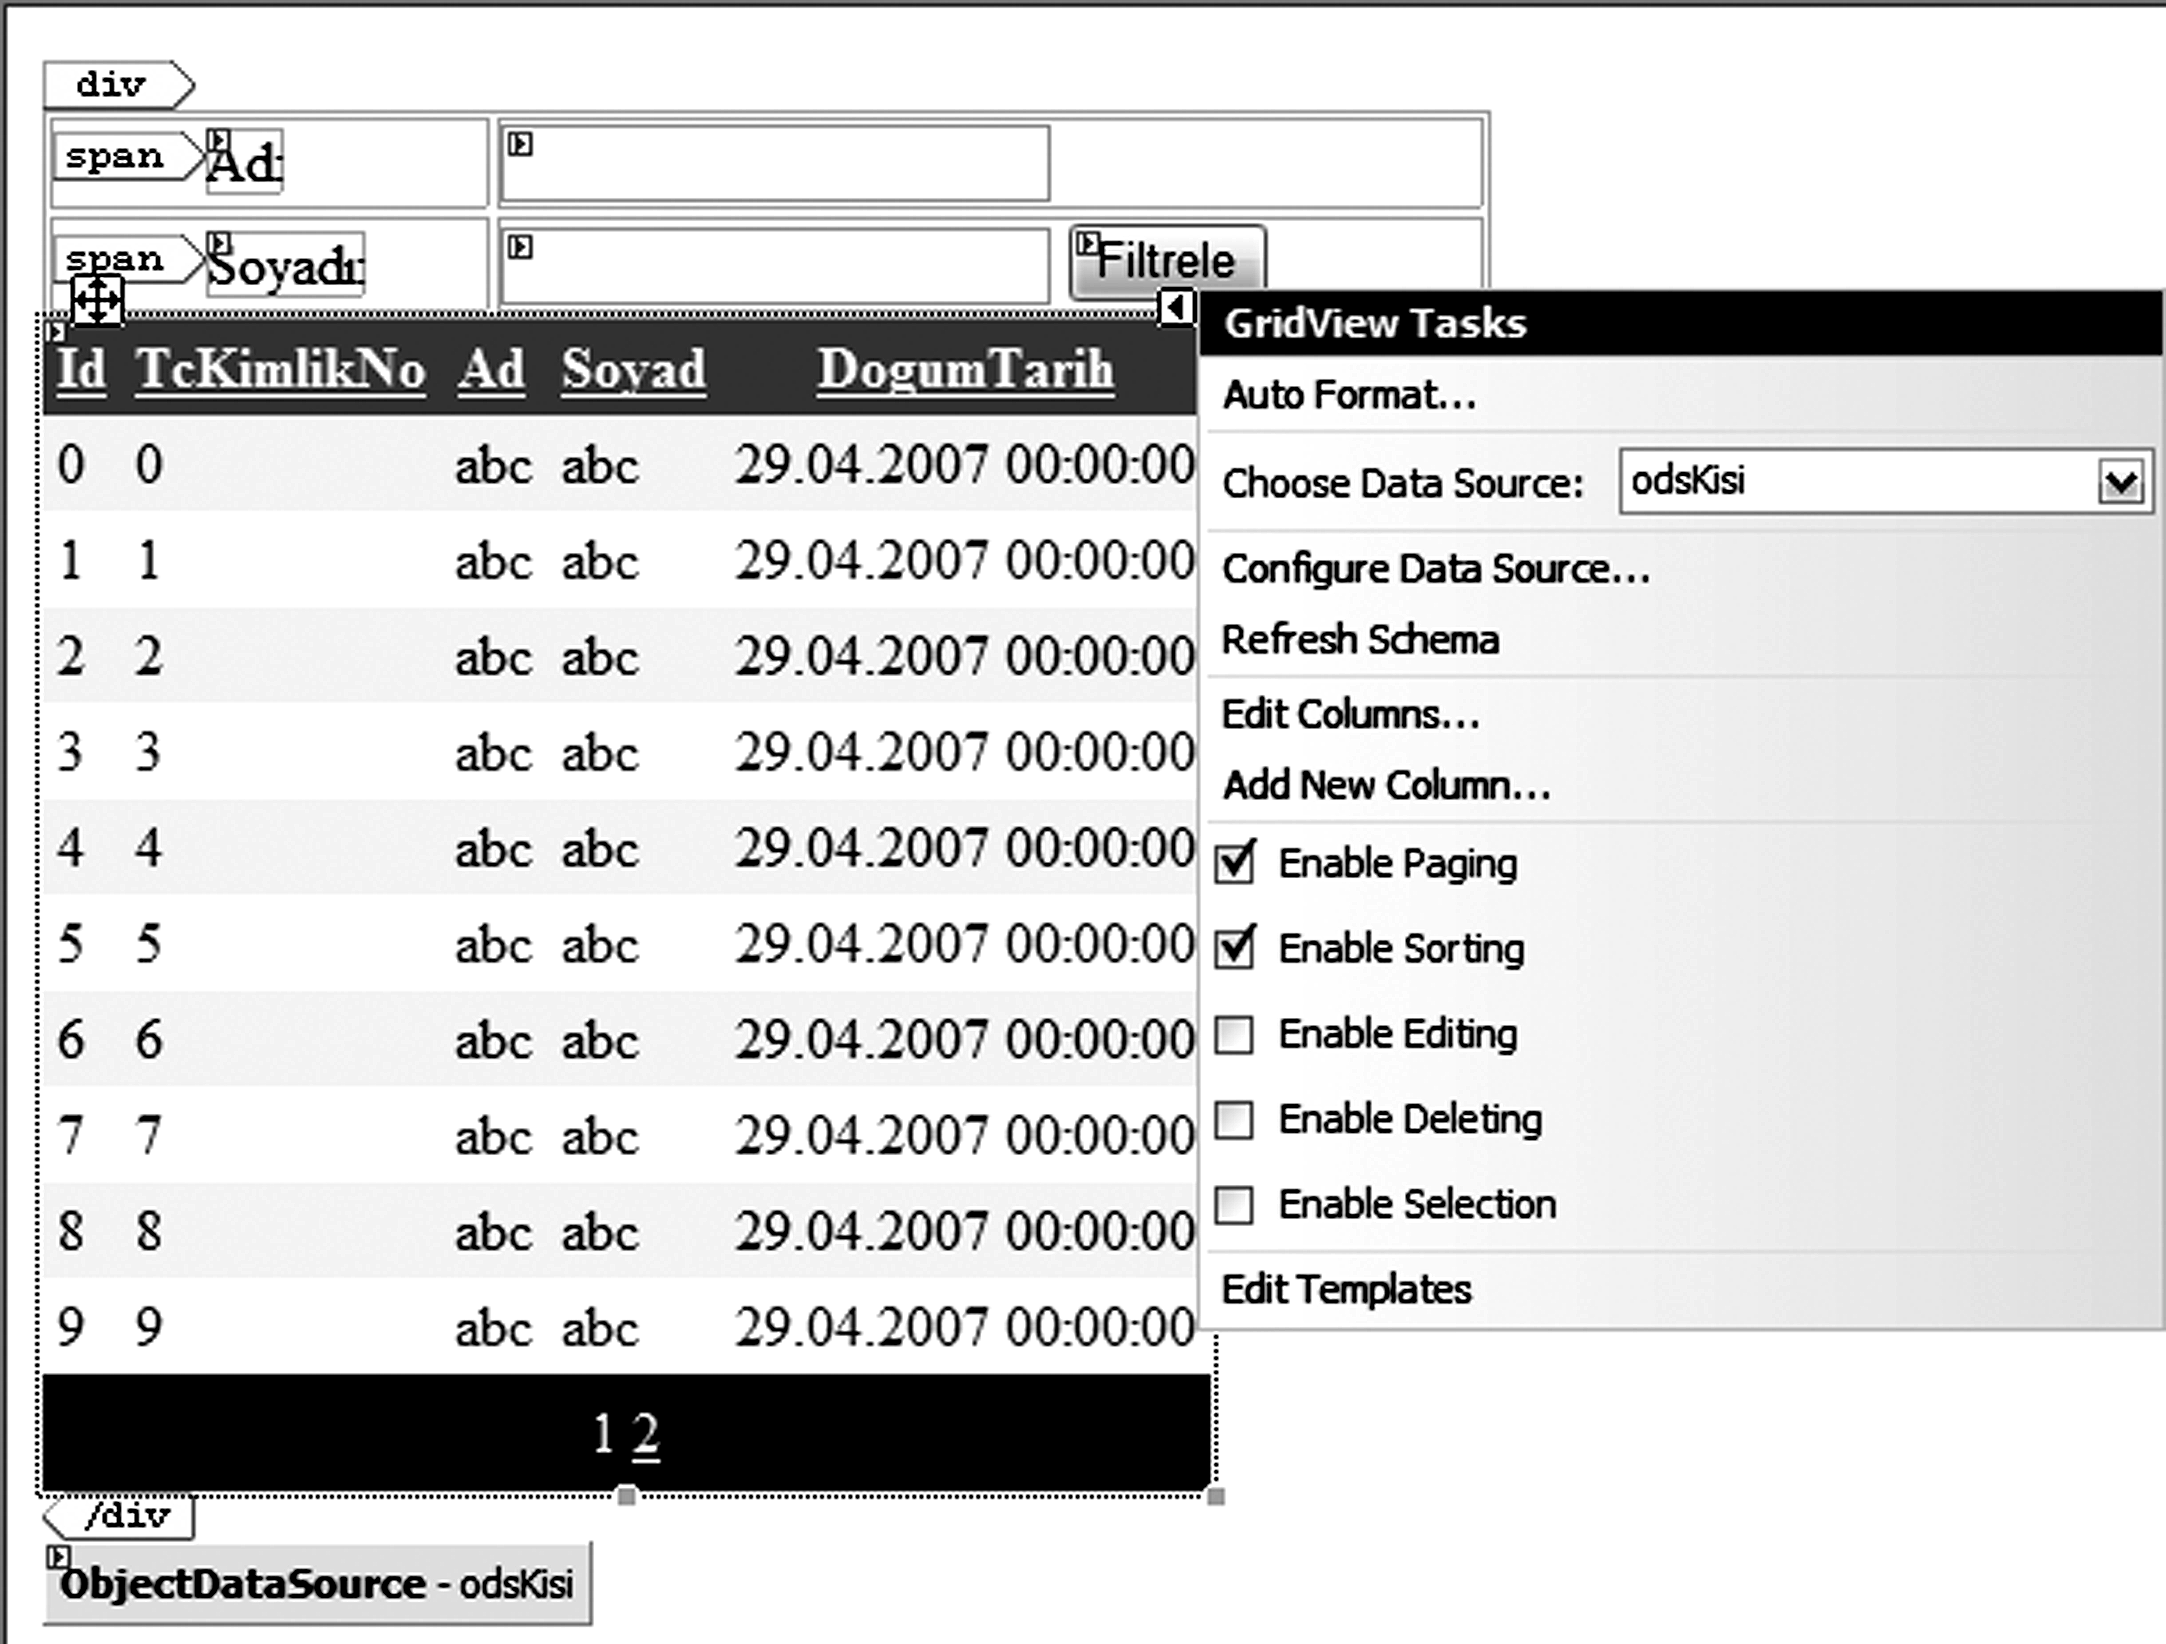 div
span Adı:
span Soyadı:
Filtrele
Id TcKimlikNo Ad Soyad DogumTarih
0 0 abc abc 29.04.2007 00:00:00
1 1 abc abc 29.04.2007 00:00:00
2 2 abc abc 29.04.2007 00:00:00
3 3 abc abc 29.04.2007 00:00:00
4 4 abc abc 29.04.2007 00:00:00
5 5 abc abc 29.04.2007 00:00:00
6 6 abc abc 29.04.2007 00:00:00
7 7 abc abc 29.04.2007 00:00:00
8 8 abc abc 29.04.2007 00:00:00
9 9 abc abc 29.04.2007 00:00:00
1 2
/div
ObjectDataSource - odsKisi
GridView Tasks
Auto Format...
Choose Data Source: odsKisi
Configure Data Source...
Refresh Schema
Edit Columns...
Add New Column...
Enable Paging
Enable Sorting
Enable Editing
Enable Deleting
Enable Selection
Edit Templates